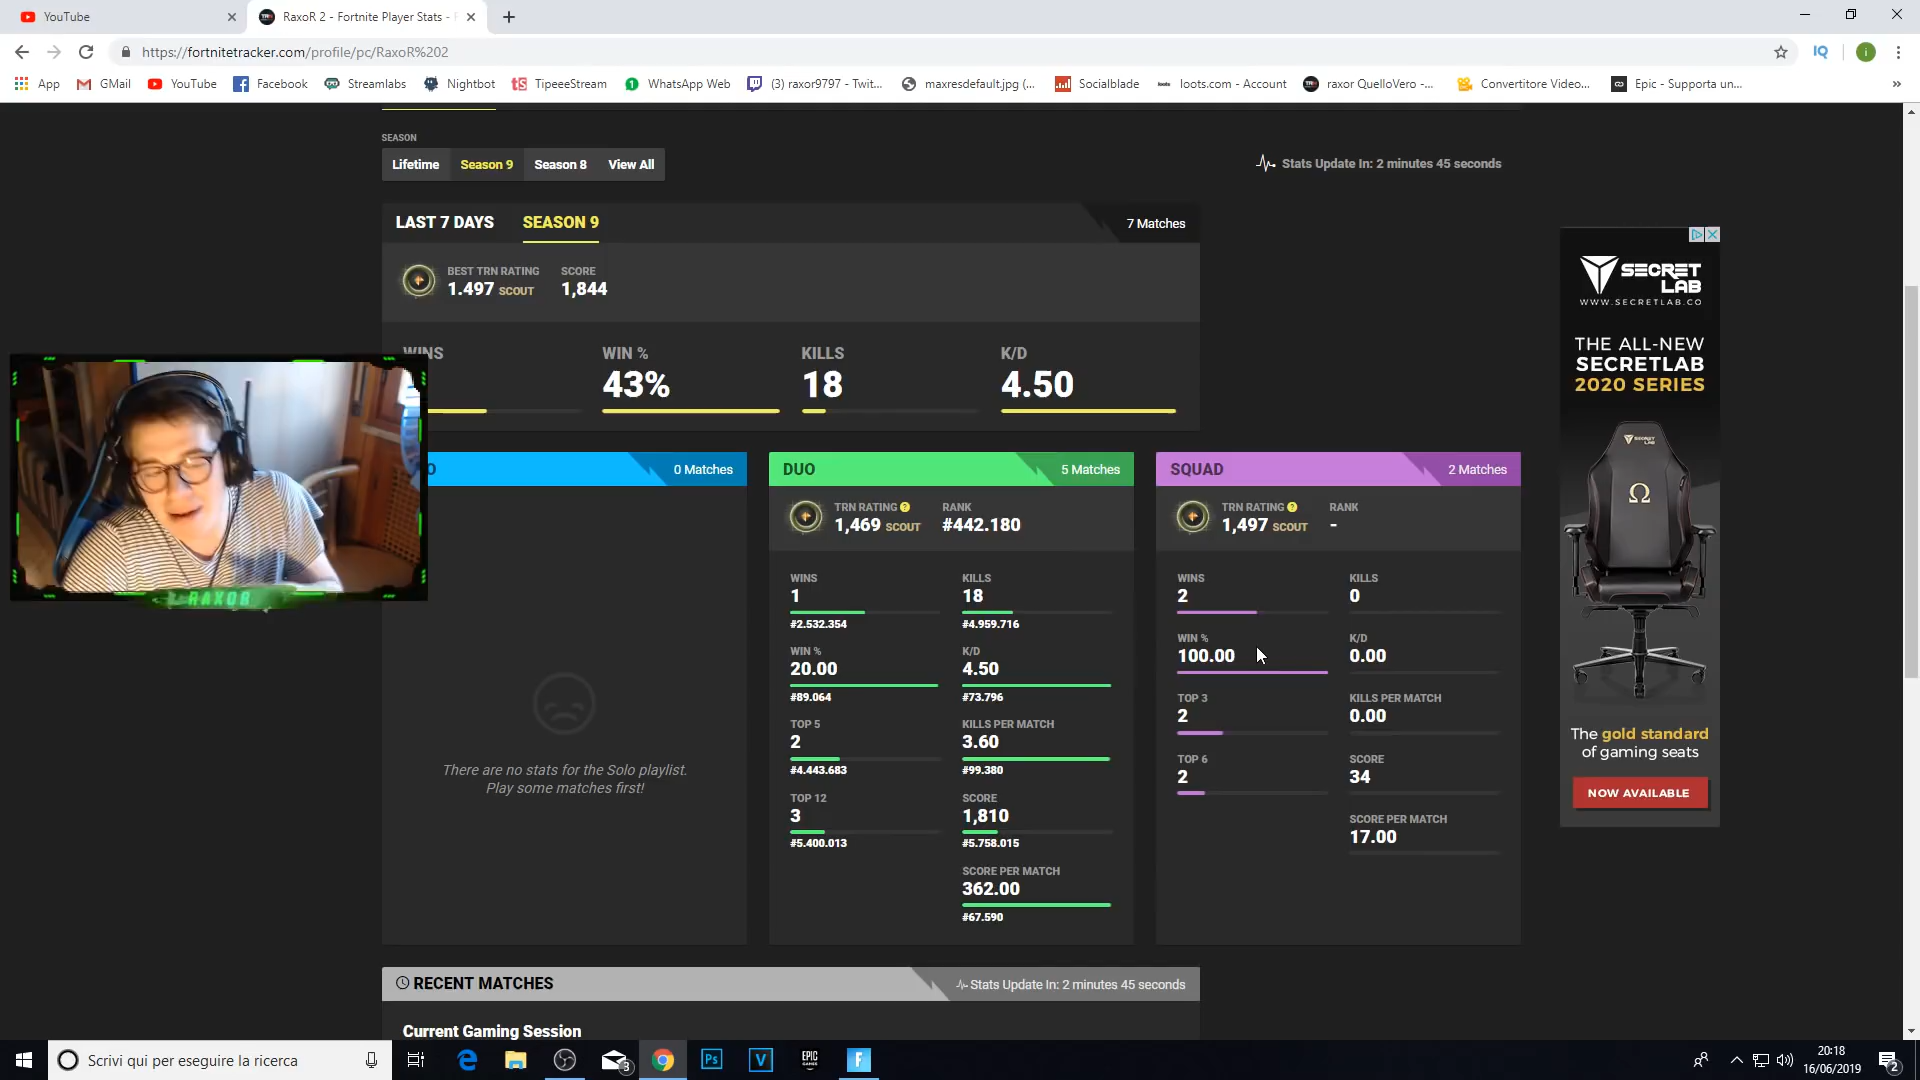 YouTube
RaxoR 2 - Fortnite Player Stats -
https://fortnitetracker.com/profile/pc/RaxoR%202
App GMail YouTube Facebook Streamlabs Nightbot TipeeeStream WhatsApp Web (3) raxor9797 - Twit... maxresdefault.jpg (... Socialblade loots.com - Account raxor QuelloVero -... Convertitore Video... Epic - Supporta un...
SEASON
Lifetime Season 9 Season 8 View All
Stats Update In: 2 minutes 45 seconds
LAST 7 DAYS SEASON 9 7 Matches
BEST TRN RATING SCORE
1.497 SCOUT 1,844
WINS WIN % KILLS K/D
43% 18 4.50
RAXOR
0 Matches
There are no stats for the Solo playlist.
Play some matches first!
DUO 5 Matches
TRN RATING ? RANK
1,469 SCOUT #442.180
WINS KILLS
1 18
#2.532.354 #4.959.716
WIN % K/D
20.00 4.50
#89.064 #73.796
TOP 5 KILLS PER MATCH
2 3.60
#4.443.683 #99.380
TOP 12 SCORE
3 1,810
#5.400.013 #5.758.015
SCORE PER MATCH
362.00
#67.590
SQUAD 2 Matches
TRN RATING ? RANK
1,497 SCOUT -
WINS KILLS
2 0
WIN % K/D
100.00 0.00
TOP 3 KILLS PER MATCH
2 0.00
TOP 6 SCORE
2 34
SCORE PER MATCH
17.00
SECRET
LAB
WWW.SECRETLAB.CO
THE ALL-NEW
SECRETLAB
2020 SERIES
The gold standard
of gaming seats
NOW AVAILABLE
RECENT MATCHES Stats Update In: 2 minutes 45 seconds
Current Gaming Session
Scrivi qui per eseguire la ricerca
3
Ps
V
EPIC
GAMES
20:18
16/06/2019
2